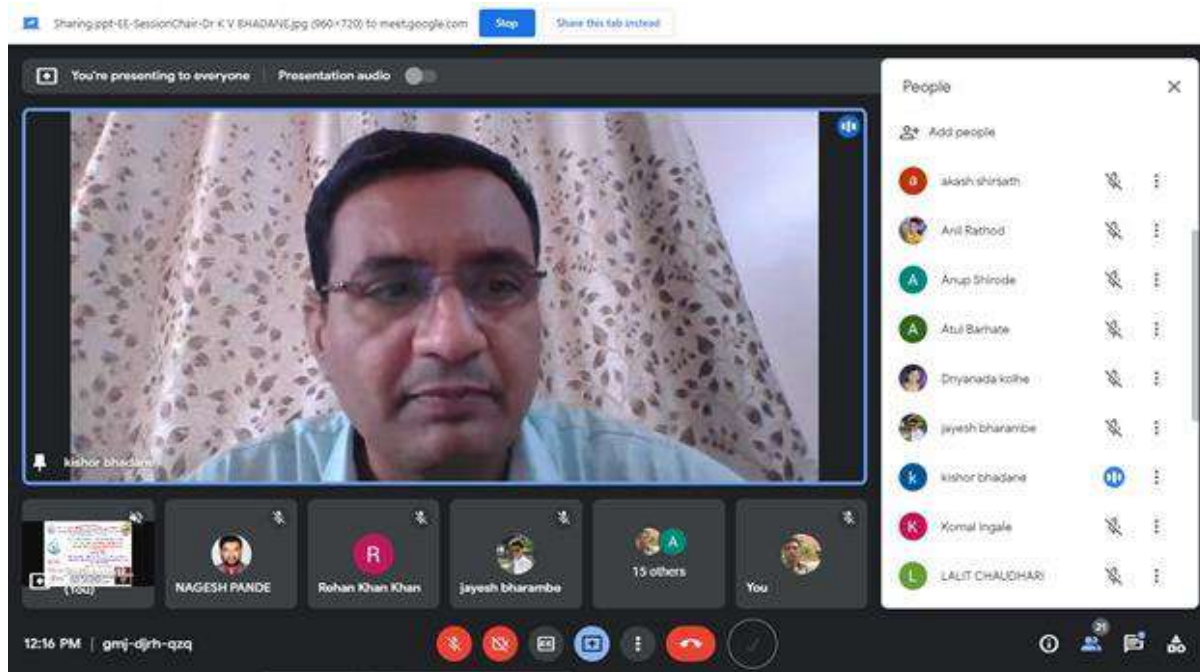 Sharing ppt-EE-SessionChair-Dr K V BHADANE.jpg (960×720) to meet.google.com
Stop
Share this tab instead
You're presenting to everyone
Presentation audio
kishor bhadane
(You)
NAGESH PANDE
Rohan Khan Khan
jayesh bharambe
A
15 others
You
R
12:16 PM | gmj-djrh-qzq
People
Add people
a akash shirsath
Anil Rathod
A Anup Shirode
A Atul Barhate
Dnyanada kolhe
jayesh bharambe
k kishor bhadane
K Komal Ingale
L LALIT CHAUDHARI
21